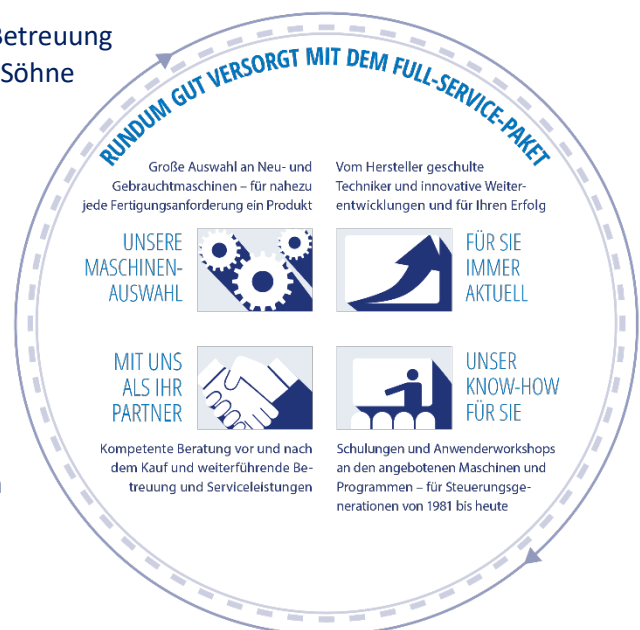 Betreuung
Söhne
RUNDUM GUT VERSORGT MIT DEM FULL-SERVICE-PAKET
Große Auswahl an Neu- und
Gebrauchtmaschinen – für nahezu
jede Fertigungsanforderung ein Produkt
UNSERE
MASCHINEN-
AUSWAHL
Vom Hersteller geschulte
Techniker und innovative Weiter-
entwicklungen und für Ihren Erfolg
FÜR SIE
IMMER
AKTUELL
MIT UNS
ALS IHR
PARTNER
Kompetente Beratung vor und nach
dem Kauf und weiterführende Be-
treuung und Serviceleistungen
UNSER
KNOW-HOW
FÜR SIE
Schulungen und Anwenderworkshops
an den angebotenen Maschinen und
Programmen – für Steuerungsge-
nerationen von 1981 bis heute